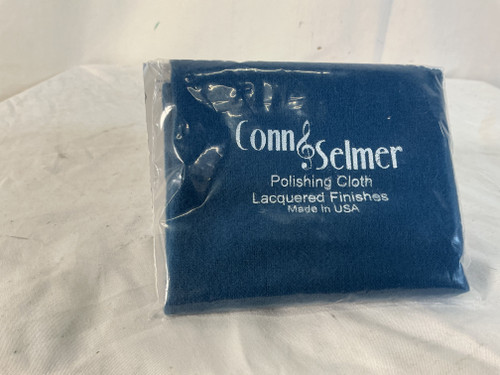 Conn Selmer
Polishing Cloth
Lacquered Finishes
Made In USA